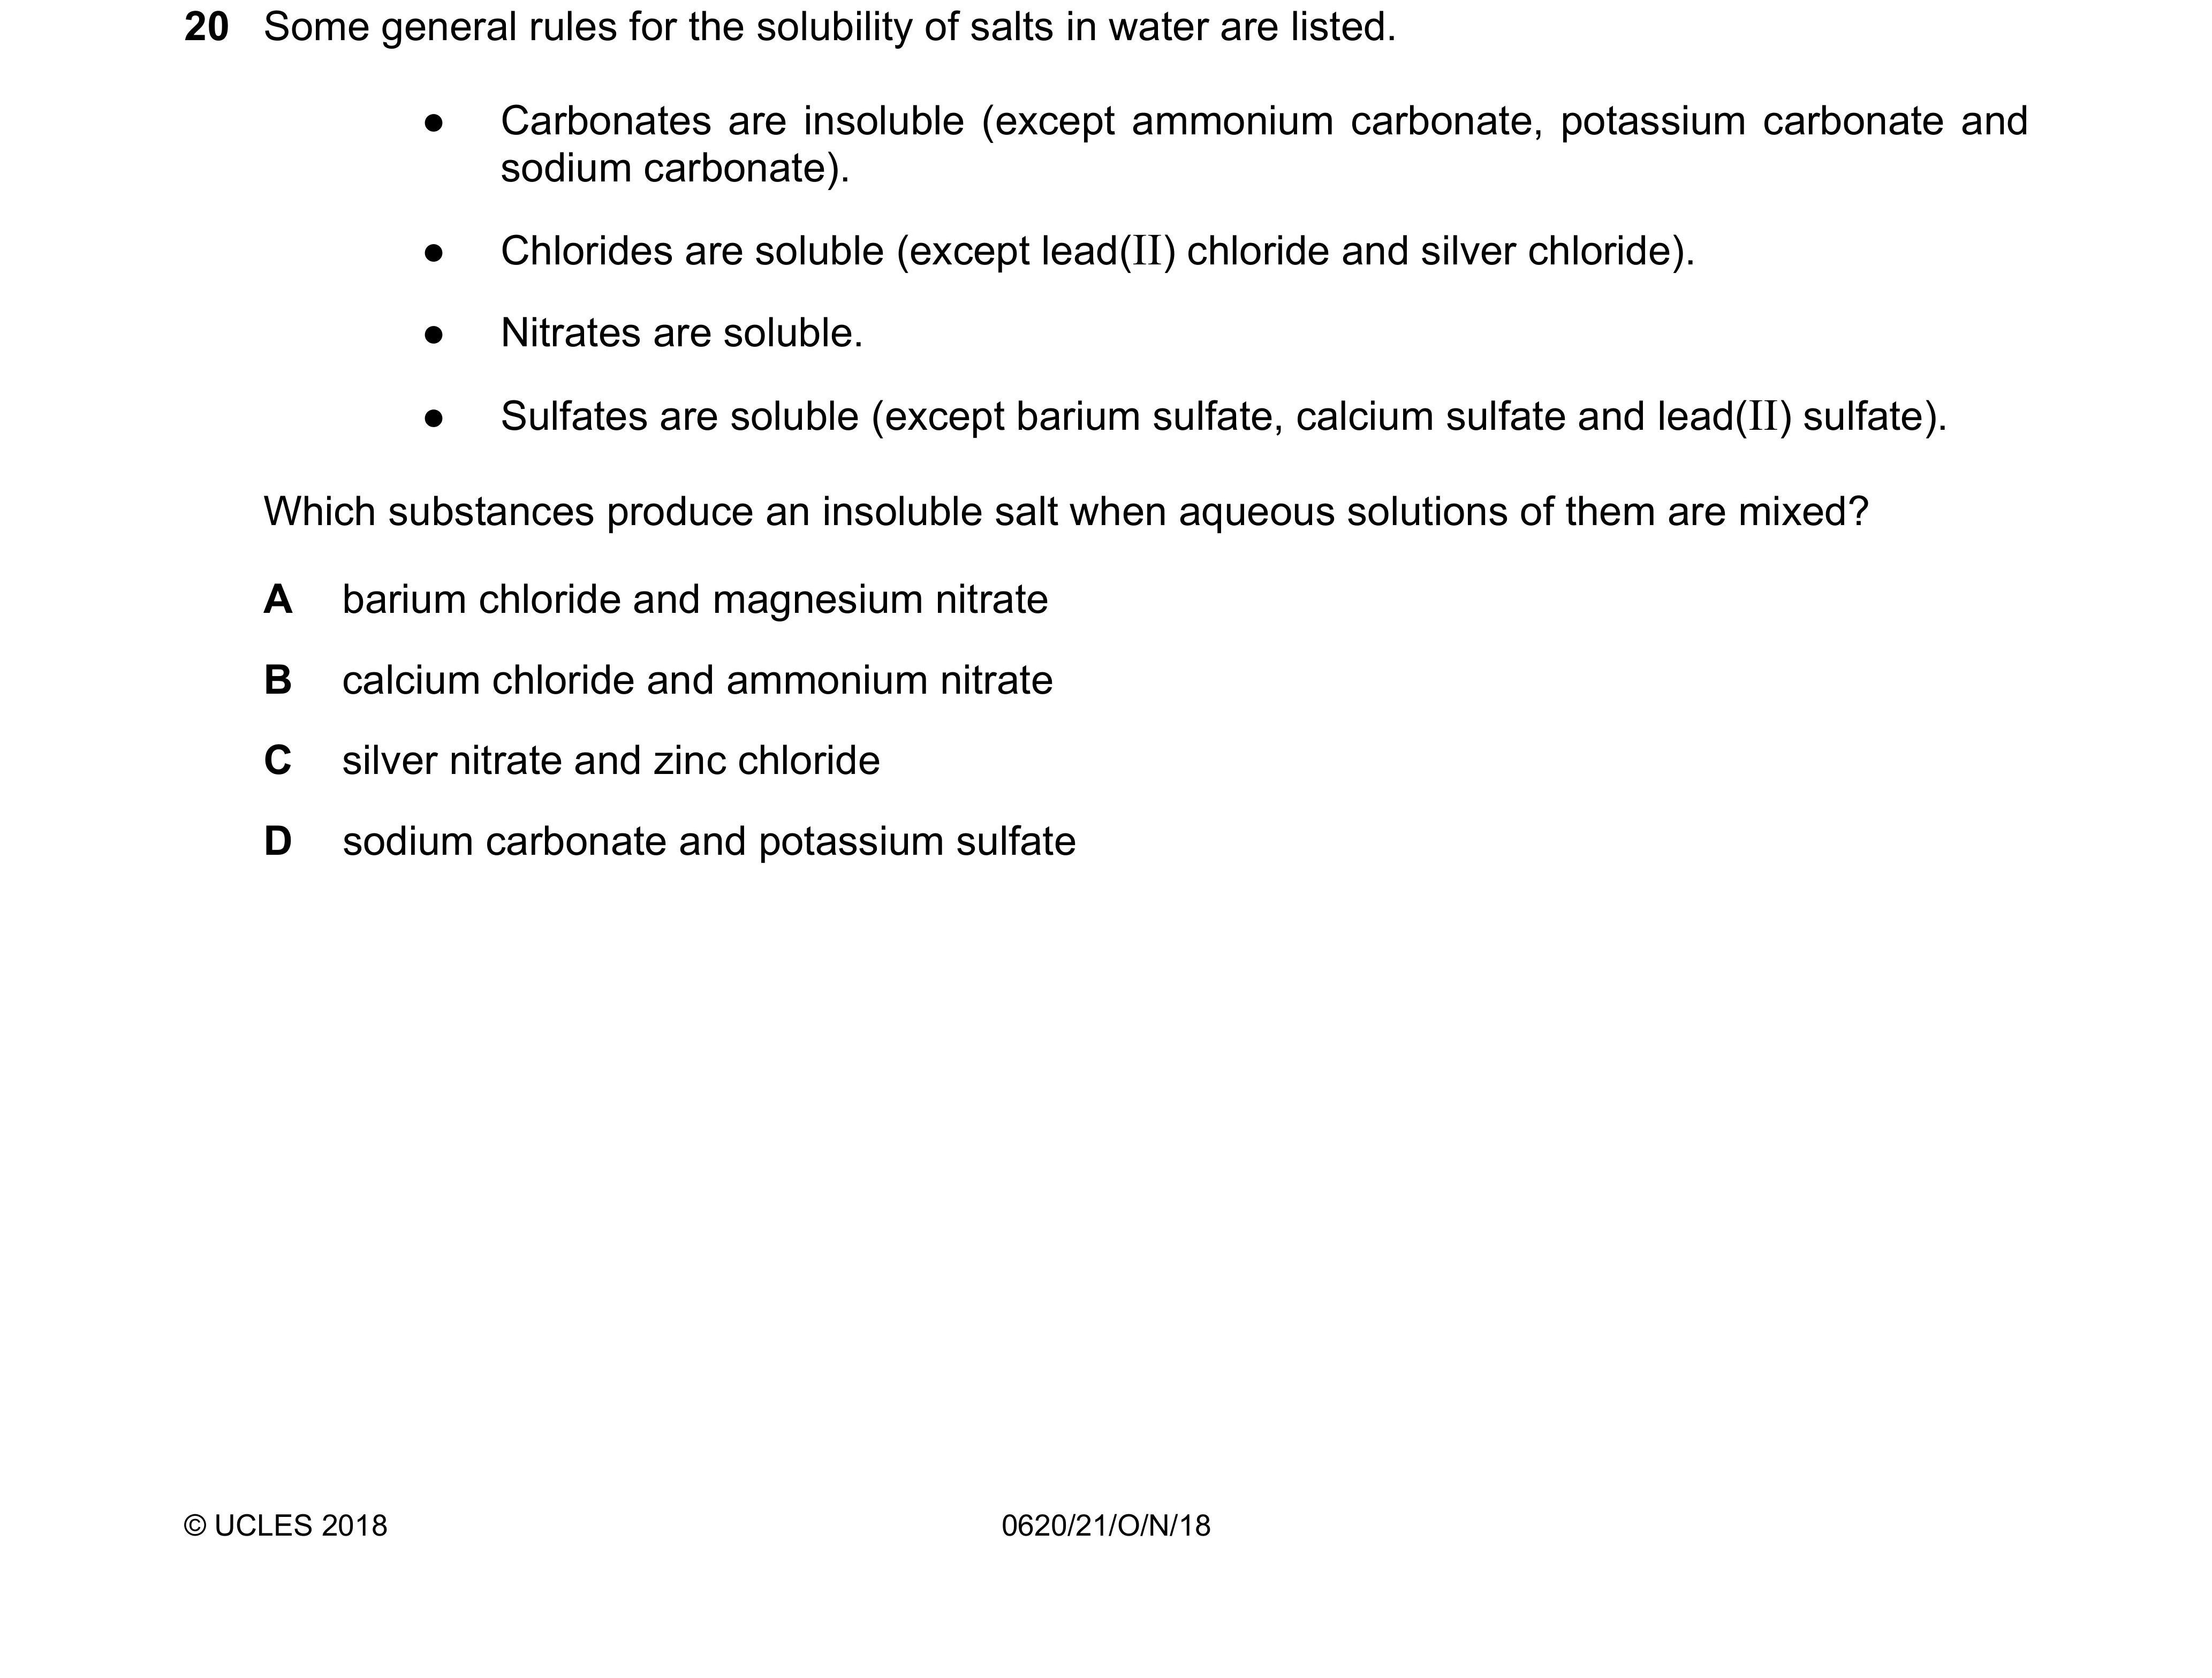 20 Some general rules for the solubility of salts in water are listed.
● Carbonates are insoluble (except ammonium carbonate, potassium carbonate and
sodium carbonate).
● Chlorides are soluble (except lead(II) chloride and silver chloride).
● Nitrates are soluble.
● Sulfates are soluble (except barium sulfate, calcium sulfate and lead(II) sulfate).
Which substances produce an insoluble salt when aqueous solutions of them are mixed?
A barium chloride and magnesium nitrate
B calcium chloride and ammonium nitrate
C silver nitrate and zinc chloride
D sodium carbonate and potassium sulfate
© UCLES 2018 0620/21/O/N/18